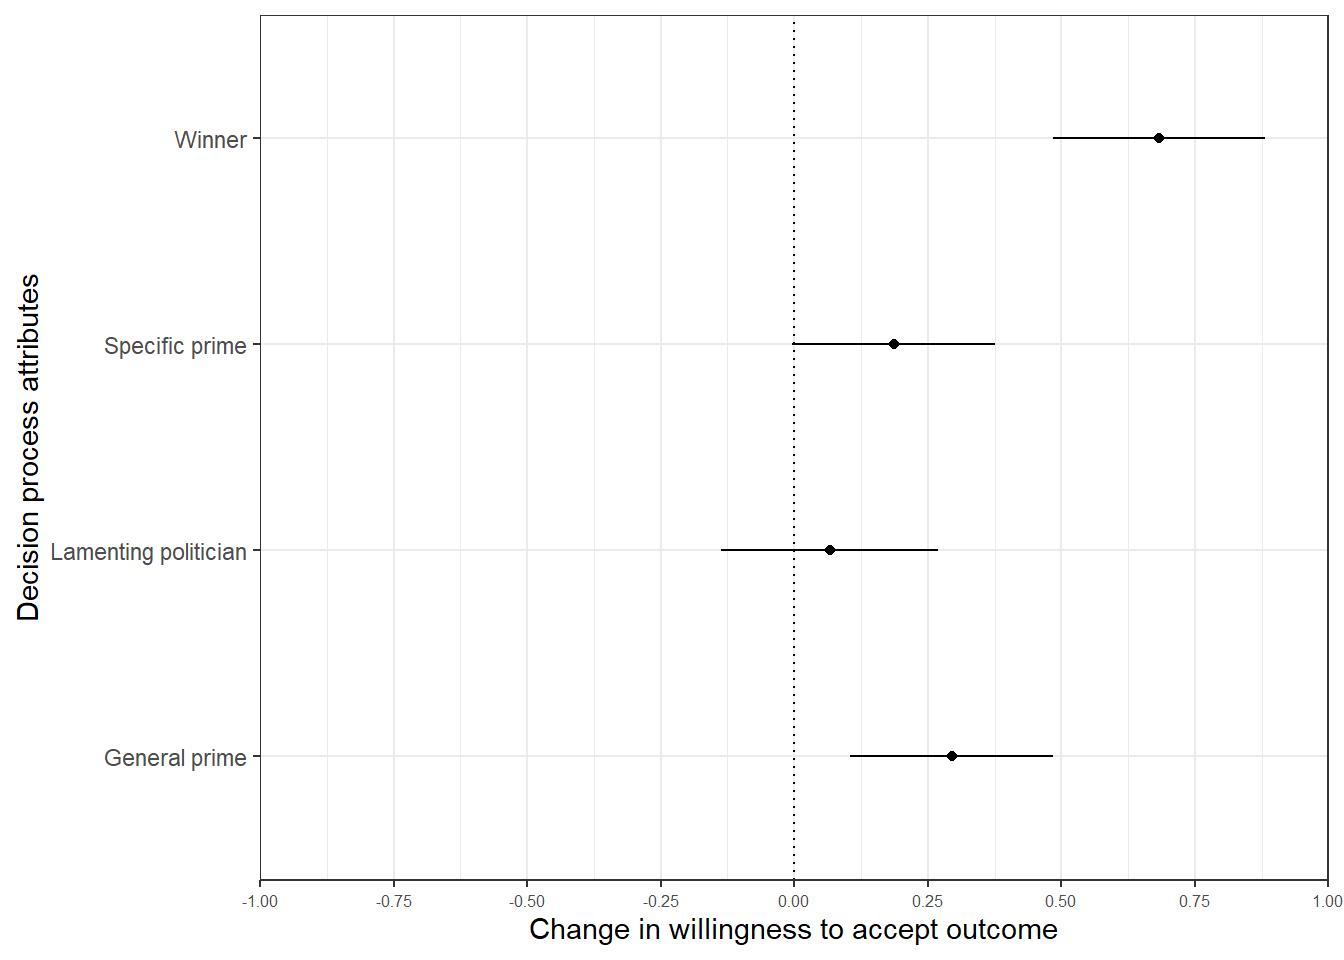 Decision process attributes
Winner
Specific prime
Lamenting politician
General prime
-1.00 -0.75 -0.50 -0.25 0.00 0.25 0.50 0.75 1.00
Change in willingness to accept outcome